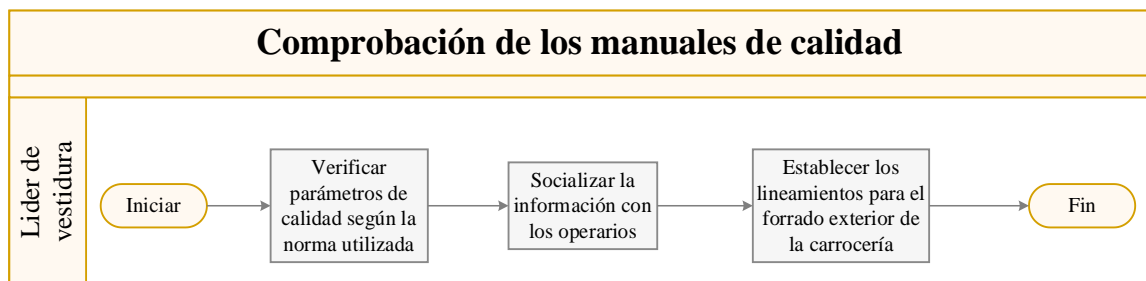 Comprobación de los manuales de calidad
Lider de
vestidura
Iniciar
Verificar
parámetros de
calidad según la
norma utilizada
Socializar la
información con
los operarios
Establecer los
lineamientos para el
forrado exterior de
la carrocería
Fin